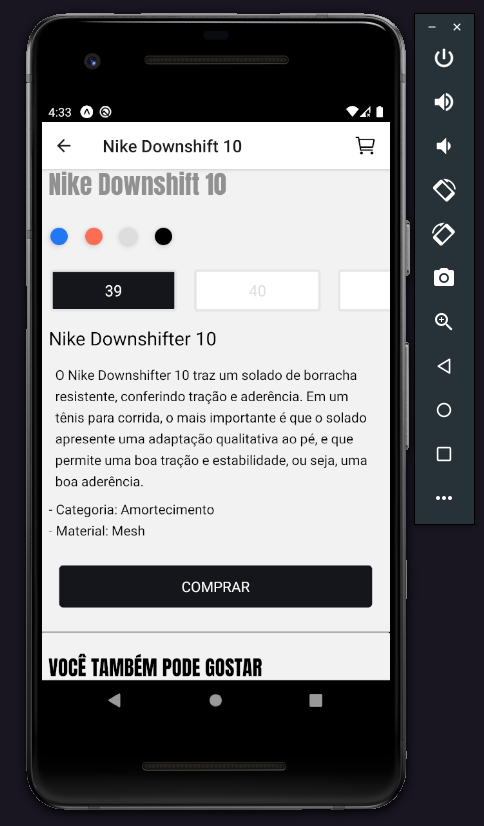 4:33
Nike Downshift 10
Nike Downshift 10
39
40
Nike Downshifter 10
O Nike Downshifter 10 traz um solado de borracha
resistente, conferindo tração e aderência. Em um
tênis para corrida, o mais importante é que o solado
apresente uma adaptação qualitativa ao pé, e que
permite uma boa tração e estabilidade, ou seja, uma
boa aderência.
- Categoria: Amortecimento
- Material: Mesh
COMPRAR
VOCÊ TAMBÉM PODE GOSTAR